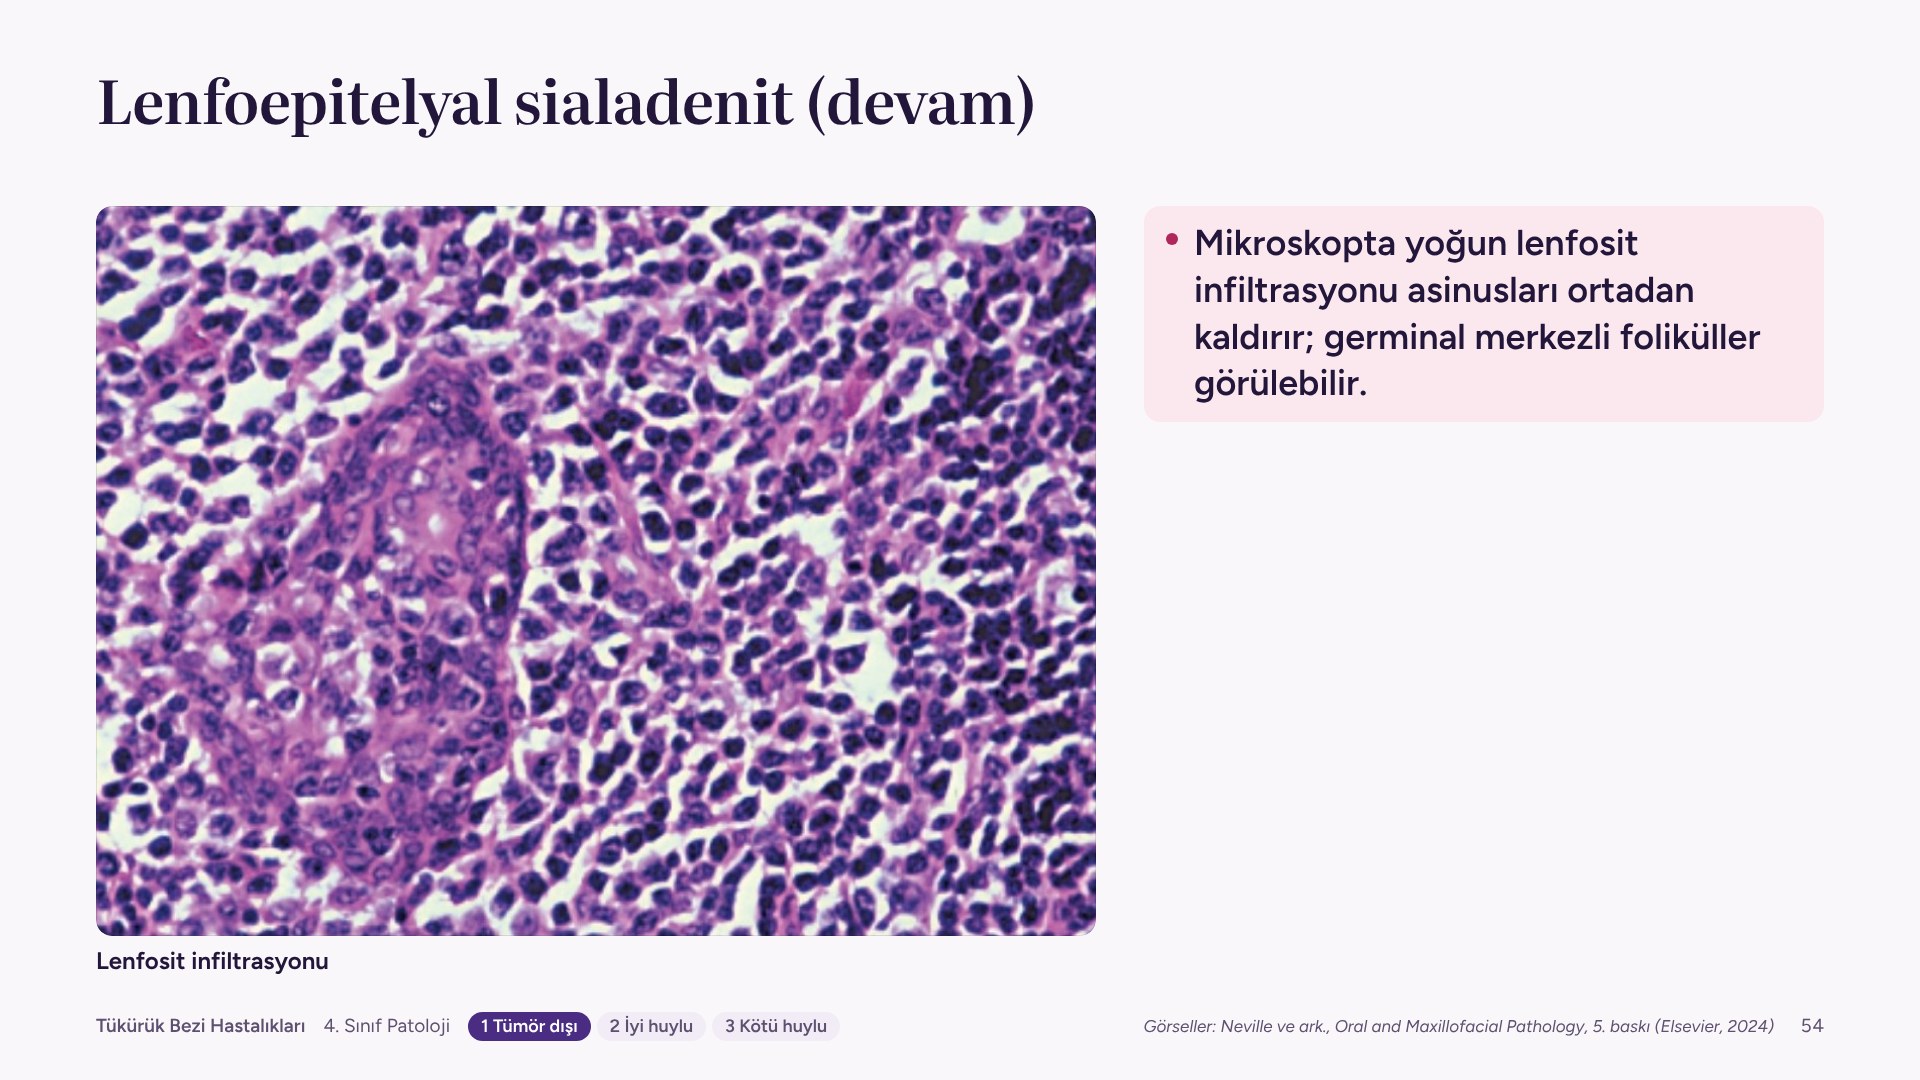 Lenfoepitelyal sialadenit (devam)
Mikroskopta yoğun lenfosit
infiltrasyonu asinusları ortadan
kaldırır; germinal merkezli foliküller
görülebilir.
Lenfosit infiltrasyonu
Tükürük Bezi Hastalıkları 4. Sınıf Patoloji 1 Tümör dışı 2 İyi huylu 3 Kötü huylu
Görseller: Neville ve ark., Oral and Maxillofacial Pathology, 5. baskı (Elsevier, 2024) 54